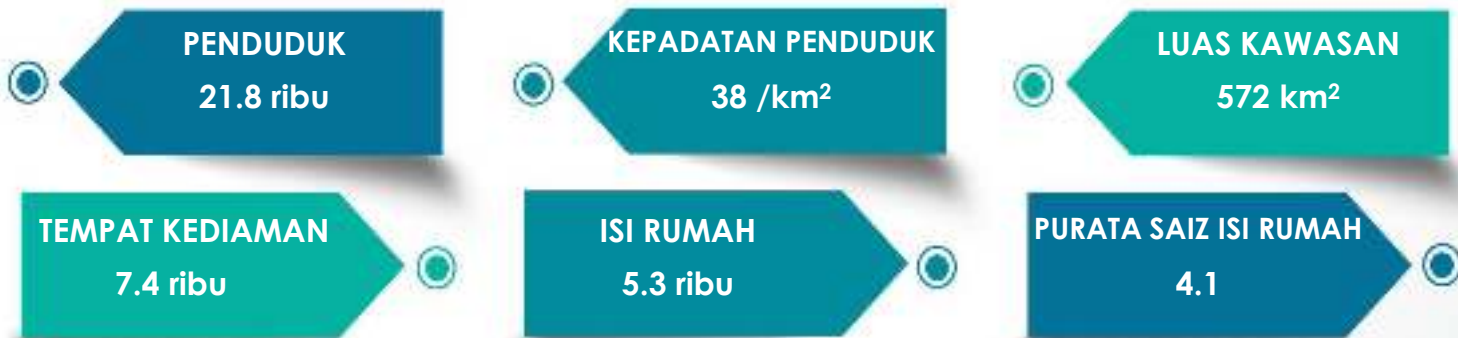 PENDUDUK
21.8 ribu
KEPADATAN PENDUDUK
38 /km²
LUAS KAWASAN
572 km²
TEMPAT KEDIAMAN
7.4 ribu
ISI RUMAH
5.3 ribu
PURATA SAIZ ISI RUMAH
4.1